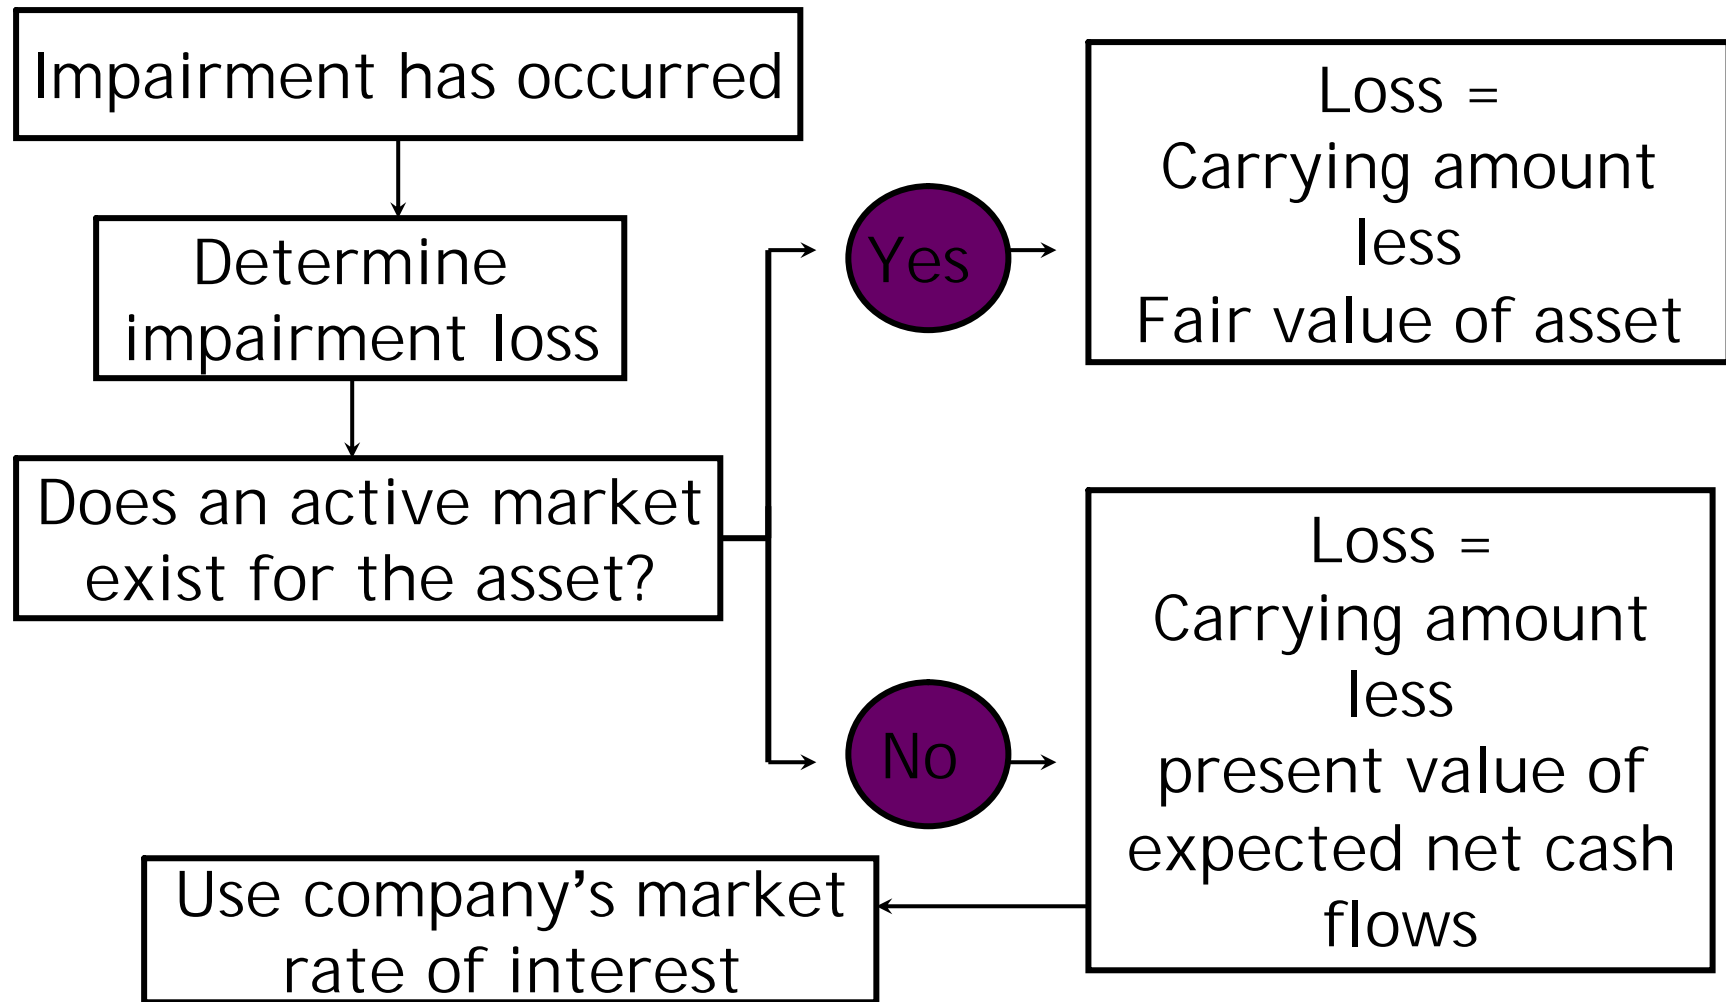 Impairment has occurred
Determine
impairment loss
Does an active market
exist for the asset?
Yes
Loss =
Carrying amount
less
Fair value of asset
No
Loss =
Carrying amount
less
present value of
expected net cash
flows
Use company’s market
rate of interest